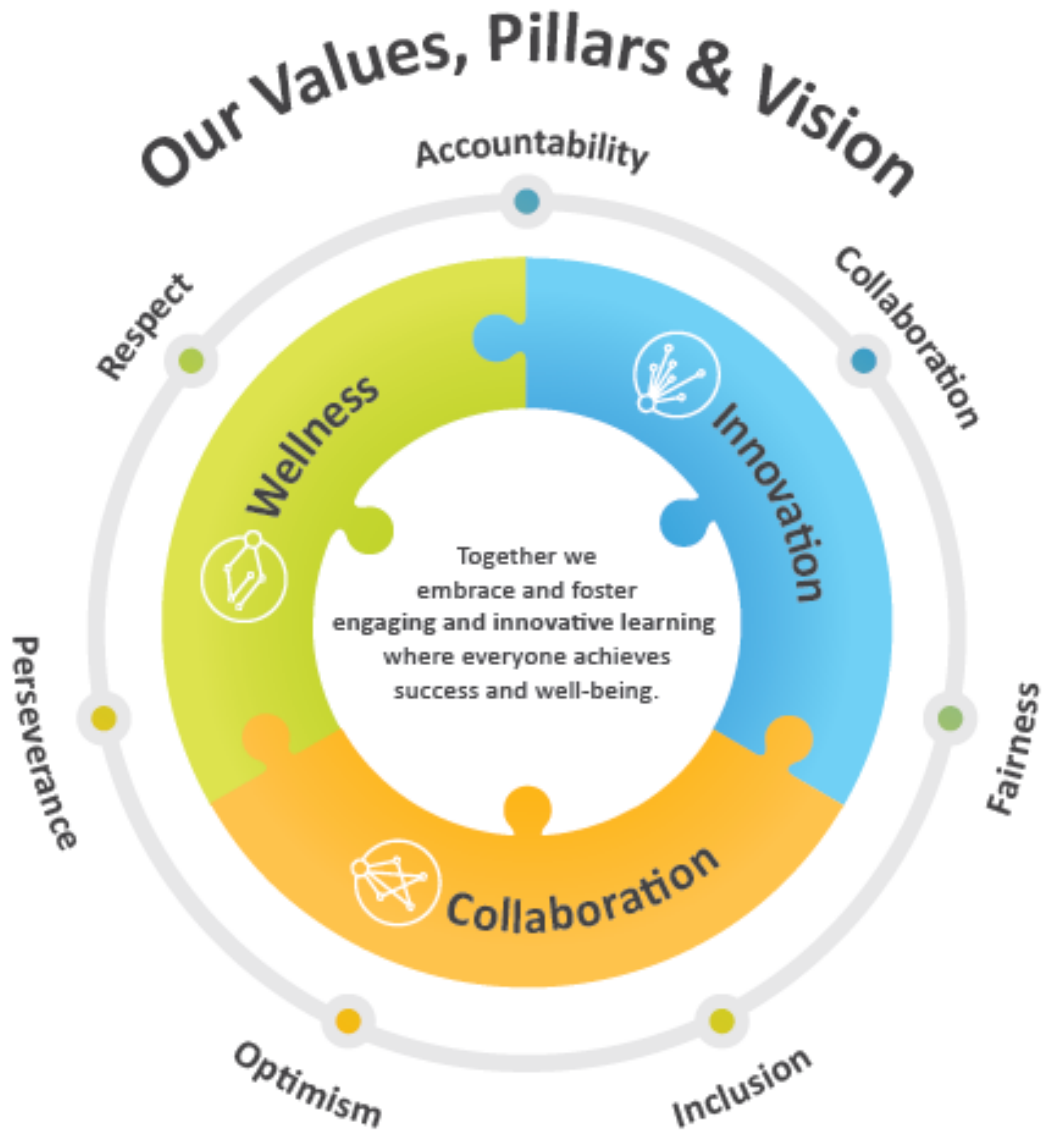 Our Values, Pillars & Vision
Accountability
Collaboration
Fairness
Inclusion
Optimism
Perseverance
Respect
Wellness
Innovation
Collaboration
Together we
embrace and foster
engaging and innovative learning
where everyone achieves
success and well-being.